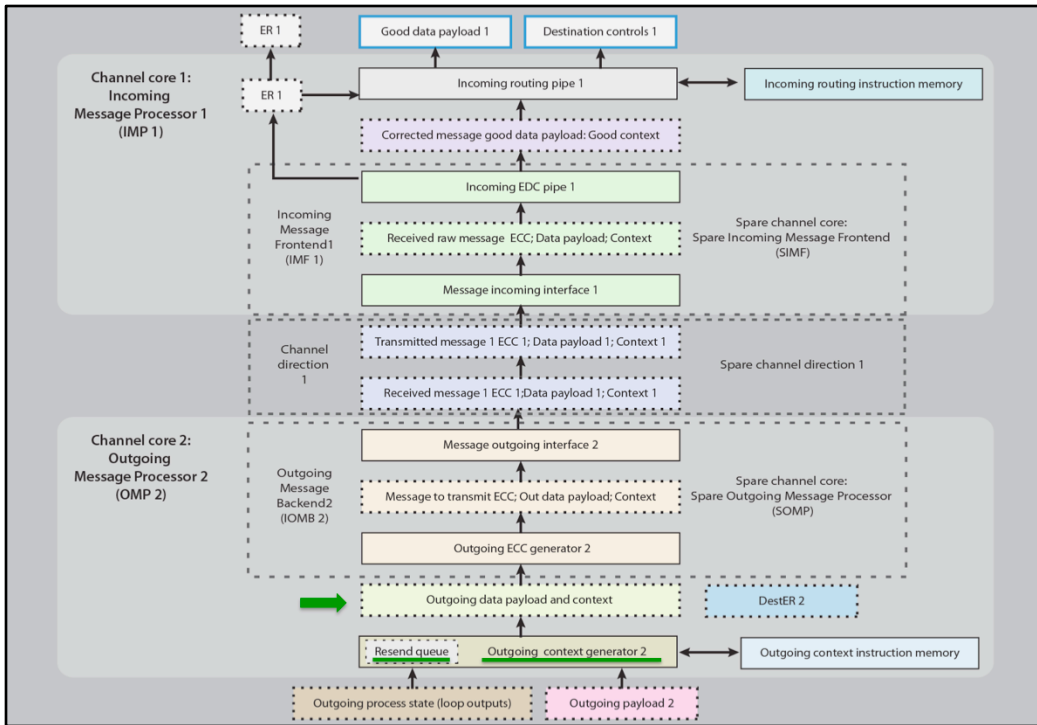 ER 1
Good data payload 1
Destination controls 1
Channel core 1:
Incoming
Message Processor 1
(IMP 1)
ER 1
Incoming routing pipe 1
Incoming routing instruction memory
Corrected message good data payload: Good context
Incoming EDC pipe 1
Incoming
Message
Frontend1
(IMF 1)
Received raw message ECC; Data payload; Context
Spare channel core:
Spare Incoming Message Frontend
(SIMF)
Message incoming interface 1
Channel
direction
1
Transmitted message 1 ECC 1; Data payload 1; Context 1
Spare channel direction 1
Received message 1 ECC 1;Data payload 1; Context 1
Channel core 2:
Outgoing
Message Processor 2
(OMP 2)
Message outgoing interface 2
Outgoing
Message
Backend2
(IOMB 2)
Message to transmit ECC; Out data payload; Context
Spare channel core:
Spare Outgoing Message Processor
(SOMP)
Outgoing ECC generator 2
Outgoing data payload and context
DestER 2
Resend queue
Outgoing context generator 2
Outgoing context instruction memory
Outgoing process state (loop outputs)
Outgoing payload 2